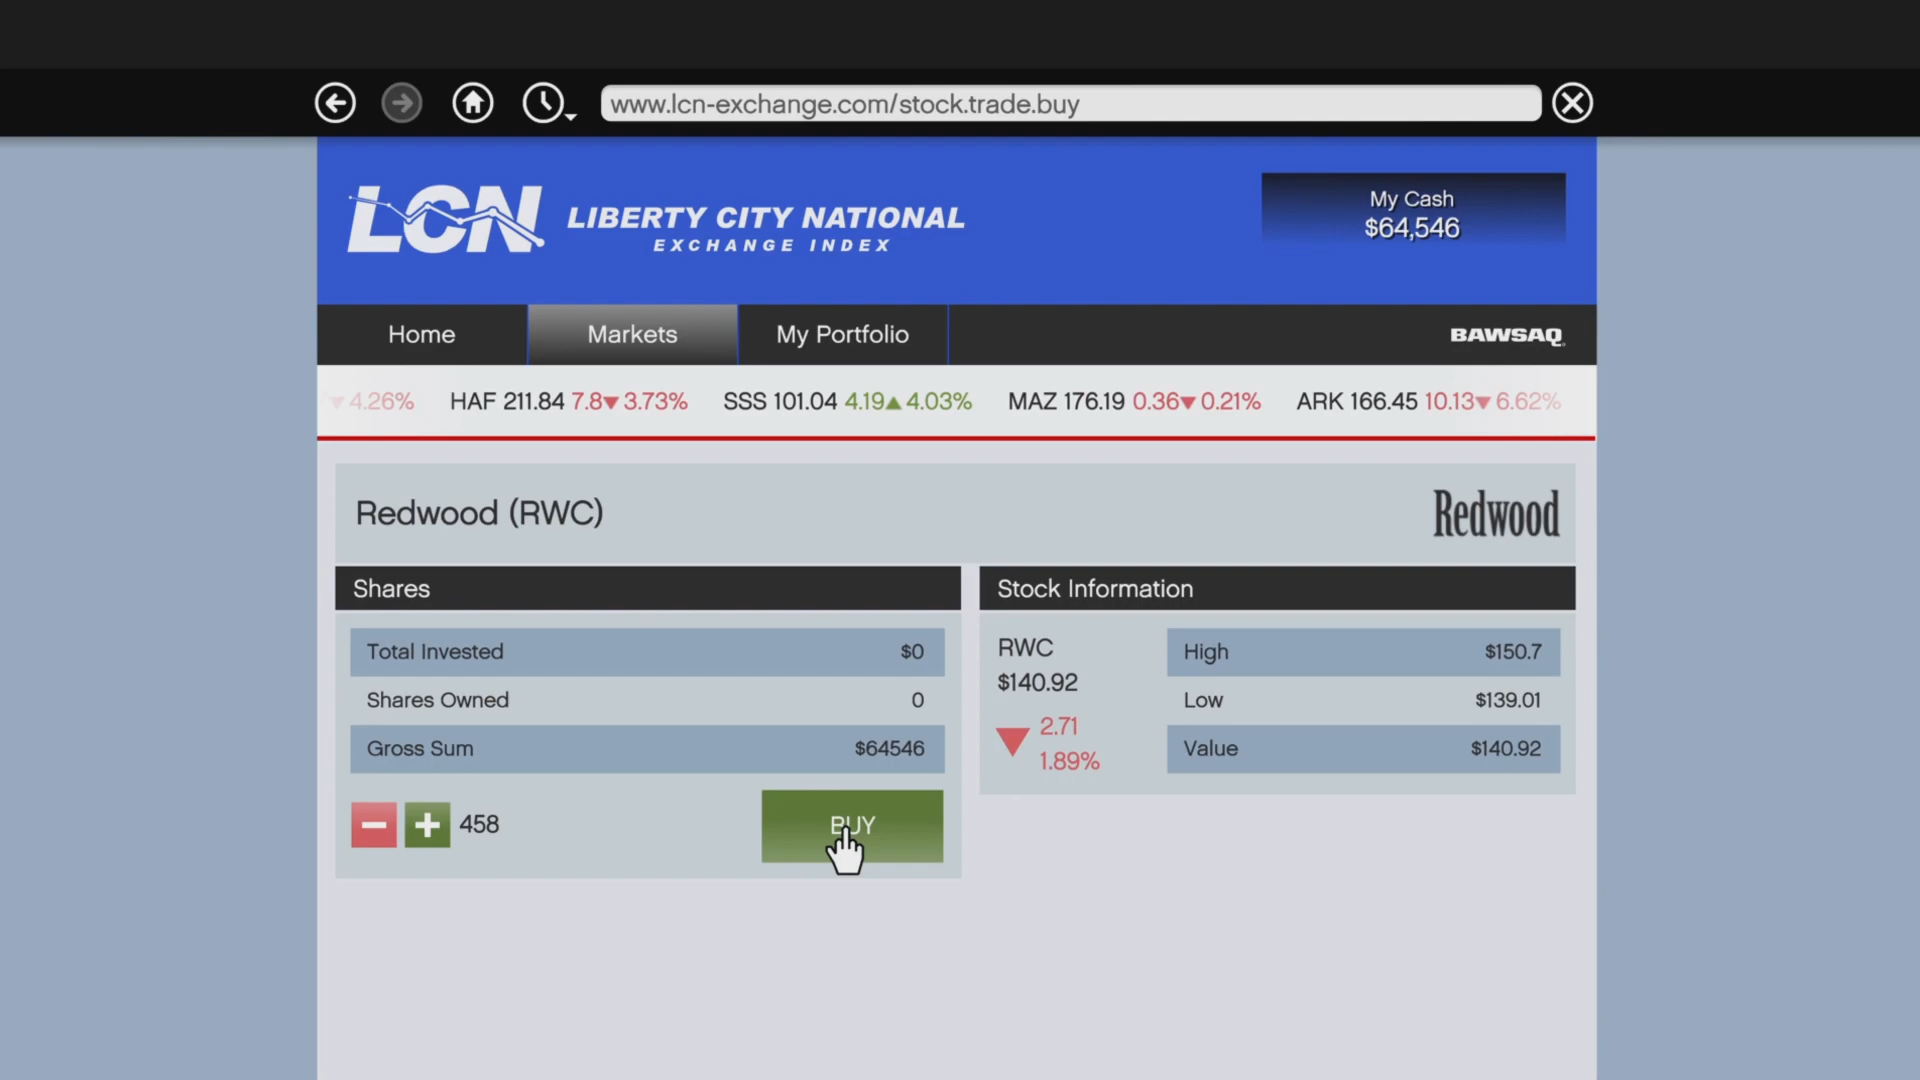 www.lcn-exchange.com/stock.trade.buy
LCN
LIBERTY CITY NATIONAL
EXCHANGE INDEX
My Cash
$64,546
Home
Markets
My Portfolio
BAWSAQ
▼4.26% HAF 211.84 7.8▼3.73% SSS 101.04 4.19▲4.03% MAZ 176.19 0.36▼0.21% ARK 166.45 10.13▼6.62%
Redwood (RWC)
Redwood
Shares
Total Invested $0
Shares Owned 0
Gross Sum $64546
458
BUY
Stock Information
RWC
$140.92
2.71
1.89%
High $150.7
Low $139.01
Value $140.92